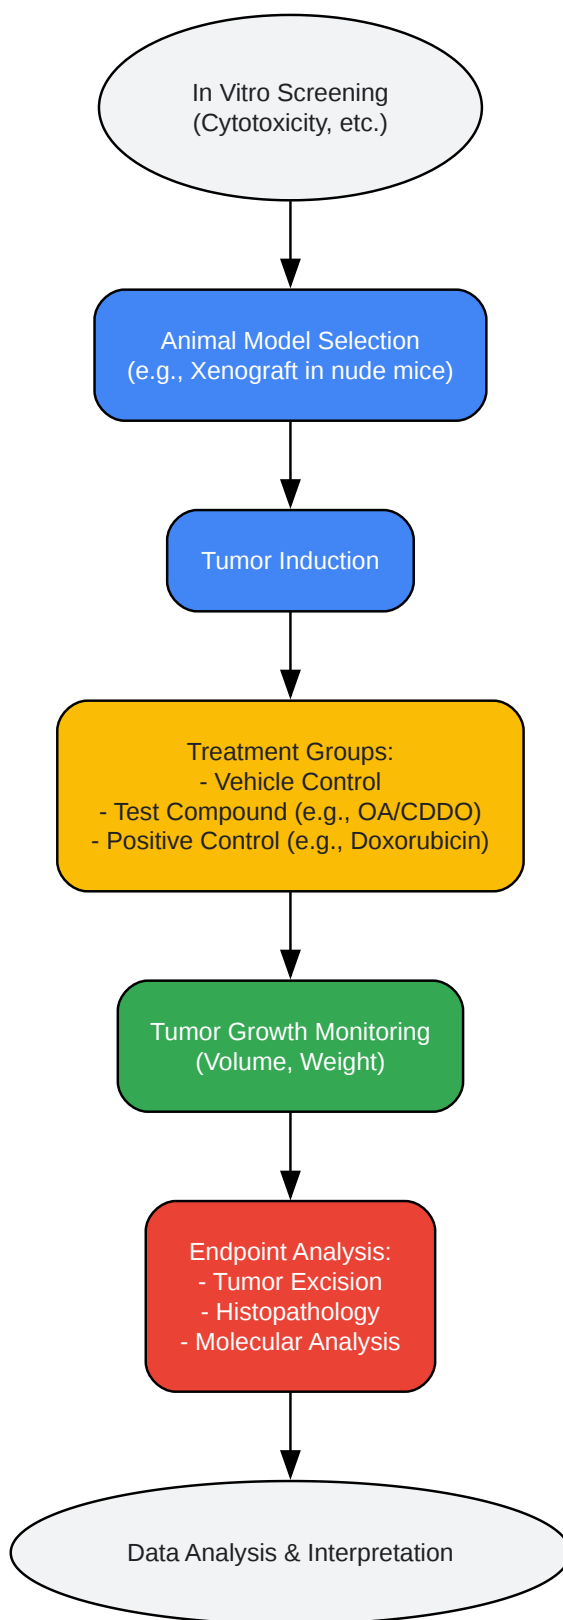 In Vitro Screening
(Cytotoxicity, etc.)
Animal Model Selection
(e.g., Xenograft in nude mice)
Tumor Induction
Treatment Groups:
- Vehicle Control
- Test Compound (e.g., OA/CDDO)
- Positive Control (e.g., Doxorubicin)
Tumor Growth Monitoring
(Volume, Weight)
Endpoint Analysis:
- Tumor Excision
- Histopathology
- Molecular Analysis
Data Analysis & Interpretation